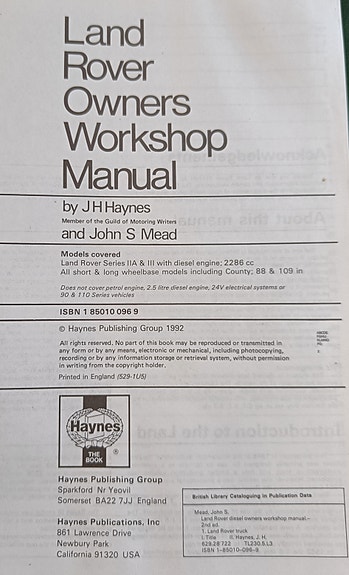 Land
Rover
Owners
Workshop
Manual
by J H Haynes
Member of the Guild of Motoring Writers
and John S Mead
Models covered
Land Rover Series IIA & III with diesel engine; 2286 cc
All short & long wheelbase models including County; 88 & 109 in
Does not cover petrol engine, 2.5 litre diesel engine, 24V electrical systems or
90 & 110 Series vehicles
ISBN 1 85010 096 9
© Haynes Publishing Group 1992
All rights reserved. No part of this book may be reproduced or transmitted in
any form or by any means, electronic or mechanical, including photocopying,
recording or by any information storage or retrieval system, without permission
in writing from the copyright holder.
Printed in England (529-1U5)
Haynes
®
THE
BOOK
Haynes Publishing Group
Sparkford Nr Yeovil
Somerset BA22 7JJ England
Haynes Publications, Inc
861 Lawrence Drive
Newbury Park
California 91320 USA
British Library Cataloguing in Publication Data
Mead, John S.
Land Rover diesel owners workshop manual.-
2nd ed.
1. Land Rover truck
I. Title II. Haynes, J. H.
629.28'722 TL230.5.L3
ISBN 1-85010-096-9